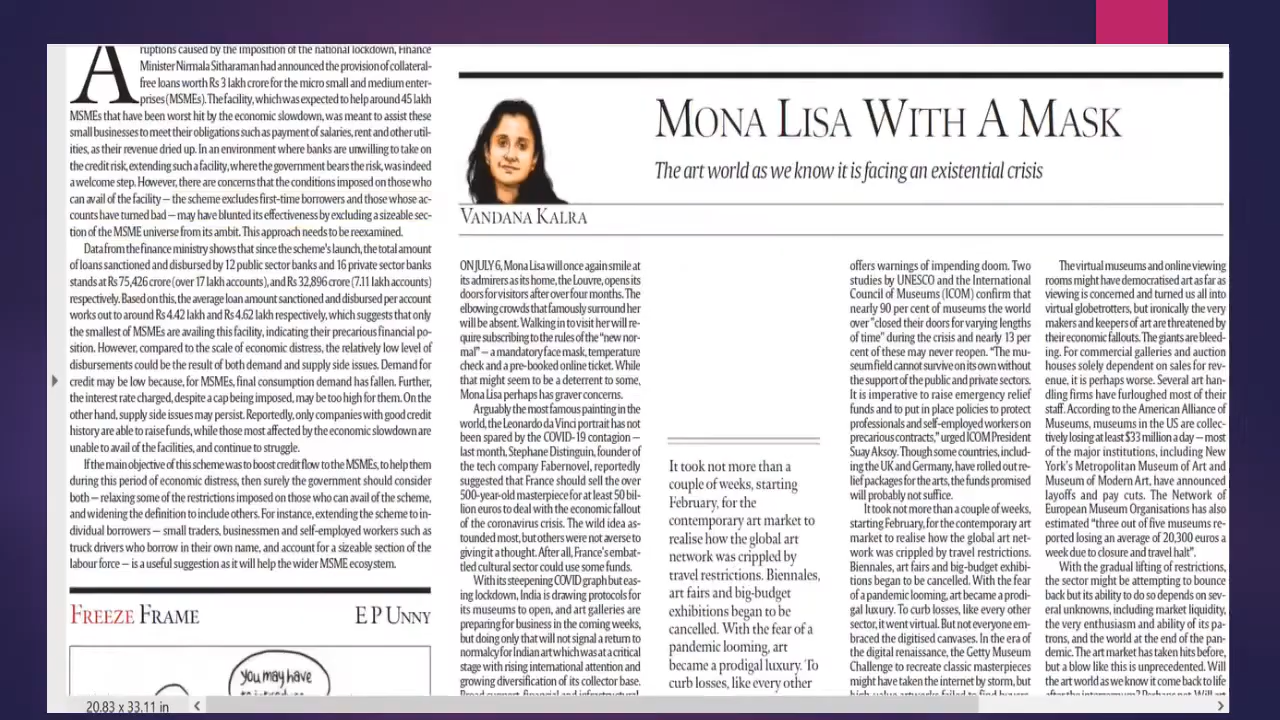 A
ruptions caused by the imposition of the national lockdown, Finance
Minister Nirmala Sitharaman had announced the provision of collateral-
free loans worth Rs 3 lakh crore for the micro small and medium enter-
prises (MSMEs). The facility, which was expected to help around 45 lakh
MSMEs that have been worst hit by the economic slowdown, was meant to assist these
small businesses to meet their obligations such as payment of salaries, rent and other util-
ities, as their revenue dried up. In an environment where banks are unwilling to take on
the credit risk, extending such a facility, where the government bears the risk, was indeed
a welcome step. However, there are concerns that the conditions imposed on those who
can avail of the facility — the scheme excludes first-time borrowers and those whose ac-
counts have turned bad — may have blunted its effectiveness by excluding a sizeable sec-
tion of the MSME universe from its ambit. This approach needs to be reexamined.
Data from the finance ministry shows that since the scheme's launch, the total amount
of loans sanctioned and disbursed by 12 public sector banks and 16 private sector banks
stands at Rs 75,426 crore (over 17 lakh accounts), and Rs 32,896 crore (7.11 lakh accounts)
respectively. Based on this, the average loan amount sanctioned and disbursed per account
works out to around Rs 4.42 lakh and Rs 4.62 lakh respectively, which suggests that only
the smallest of MSMEs are availing this facility, indicating their precarious financial po-
sition. However, compared to the scale of economic distress, the relatively low level of
disbursements could be the result of both demand and supply side issues. Demand for
credit may be low because, for MSMEs, final consumption demand has fallen. Further,
the interest rate charged, despite a cap being imposed, may be too high for them. On the
other hand, supply side issues may persist. Reportedly, only companies with good credit
history are able to raise funds, while those most affected by the economic slowdown are
unable to avail of the facilities, and continue to struggle.
If the main objective of this scheme was to boost credit flow to the MSMEs, to help them
during this period of economic distress, then surely the government should consider
both — relaxing some of the restrictions imposed on those who can avail of the scheme,
and widening the definition to include others. For instance, extending the scheme to in-
dividual borrowers — small traders, businessmen and self-employed workers such as
truck drivers who borrow in their own name, and account for a sizeable section of the
labour force — is a useful suggestion as it will help the wider MSME ecosystem.
FREEZE FRAME
E P UNNY
you may have
20.83 x 33.11 in
MONA LISA WITH A MASK
The art world as we know it is facing an existential crisis
VANDANA KALRA
ON JULY 6, Mona Lisa will once again smile at
its admirers as its home, the Louvre, opens its
doors for visitors after over four months. The
elbowing crowds that famously surround her
will be absent. Walking in to visit her will re-
quire subscribing to the rules of the "new nor-
mal" — a mandatory face mask, temperature
check and a pre-booked online ticket. While
that might seem to be a deterrent to some,
Mona Lisa perhaps has graver concerns.
Arguably the most famous painting in the
world, the Leonardo da Vinci portrait has not
been spared by the COVID-19 contagion —
last month, Stephane Distinguin, founder of
the tech company Fabernovel, reportedly
suggested that France should sell the over
500-year-old masterpiece for at least 50 bil-
lion euros to deal with the economic fallout
of the coronavirus crisis. The wild idea as-
tounded most, but others were not averse to
giving it a thought. After all, France's embat-
tled cultural sector could use some funds.
With its steepening COVID graph but eas-
ing lockdown, India is drawing protocols for
its museums to open, and art galleries are
preparing for business in the coming weeks,
but doing only that will not signal a return to
normalcy for Indian art which was at a critical
stage with rising international attention and
growing diversification of its collector base.
Broad support, financial and infrastructural,
It took not more than a
couple of weeks, starting
February, for the
contemporary art market to
realise how the global art
network was crippled by
travel restrictions. Biennales,
art fairs and big-budget
exhibitions began to be
cancelled. With the fear of a
pandemic looming, art
became a prodigal luxury. To
curb losses, like every other
offers warnings of impending doom. Two
studies by UNESCO and the International
Council of Museums (ICOM) confirm that
nearly 90 per cent of museums the world
over "closed their doors for varying lengths
of time" during the crisis and nearly 13 per
cent of these may never reopen. "The mu-
seum field cannot survive on its own without
the support of the public and private sectors.
It is imperative to raise emergency relief
funds and to put in place policies to protect
professionals and self-employed workers on
precarious contracts," urged ICOM President
Suay Aksoy. Though some countries, includ-
ing the UK and Germany, have rolled out re-
lief packages for the arts, the funds promised
will probably not suffice.
It took not more than a couple of weeks,
starting February, for the contemporary art
market to realise how the global art net-
work was crippled by travel restrictions.
Biennales, art fairs and big-budget exhibi-
tions began to be cancelled. With the fear
of a pandemic looming, art became a prodi-
gal luxury. To curb losses, like every other
sector, it went virtual. But not everyone em-
braced the digitised canvases. In the era of
the digital renaissance, the Getty Museum
Challenge to recreate classic masterpieces
might have taken the internet by storm, but
high-value artworks failed to find buyers.
The virtual museums and online viewing
rooms might have democratised art as far as
viewing is concerned and turned us all into
virtual globetrotters, but ironically the very
makers and keepers of art are threatened by
their economic fallouts. The giants are bleed-
ing. For commercial galleries and auction
houses solely dependent on sales for rev-
enue, it is perhaps worse. Several art han-
dling firms have furloughed most of their
staff. According to the American Alliance of
Museums, museums in the US are collec-
tively losing at least $33 million a day — most
of the major institutions, including New
York's Metropolitan Museum of Art and
Museum of Modern Art, have announced
layoffs and pay cuts. The Network of
European Museum Organisations has also
estimated "three out of five museums re-
ported losing an average of 20,300 euros a
week due to closure and travel halt".
With the gradual lifting of restrictions,
the sector might be attempting to bounce
back but its ability to do so depends on sev-
eral unknowns, including market liquidity,
the very enthusiasm and ability of its pa-
trons, and the world at the end of the pan-
demic. The art market has taken hits before,
but a blow like this is unprecedented. Will
the art world as we know it come back to life
after the interregnum? Perhaps not. Will art